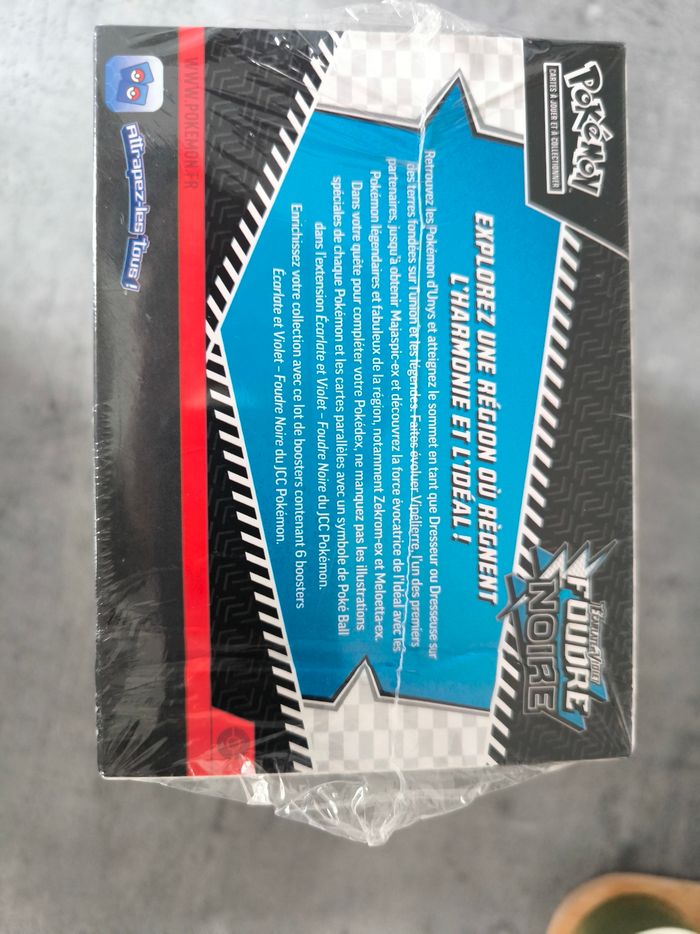 POKÉMON
CARTES À JOUER ET À COLLECTIONNER
ÉCARLATE ET VIOLET
FOUDRE
NOIRE
EXPLOREZ UNE RÉGION OÙ RÈGNENT
L'HARMONIE ET L'IDÉAL !
Retrouvez les Pokémon d'Unys et atteignez le sommet en tant que Dresseur ou Dresseuse sur
des terres fondées sur l'union et les légendes. Faites évoluer Vipélierre, l'un des premiers
partenaires, jusqu'à obtenir Majaspic-ex et découvrez la force évocatrice de l'Idéal avec les
Pokémon légendaires et fabuleux de la région, notamment Zekrom-ex et Meloetta-ex.
Dans votre quête pour compléter votre Pokédex, ne manquez pas les illustrations
spéciales de chaque Pokémon et les cartes parallèles avec un symbole de Poké Ball
dans l'extension Écarlate et Violet – Foudre Noire du JCC Pokémon.
Enrichissez votre collection avec ce lot de boosters contenant 6 boosters
Écarlate et Violet – Foudre Noire du JCC Pokémon.
WWW.POKEMON.FR
Attrapez-les tous !